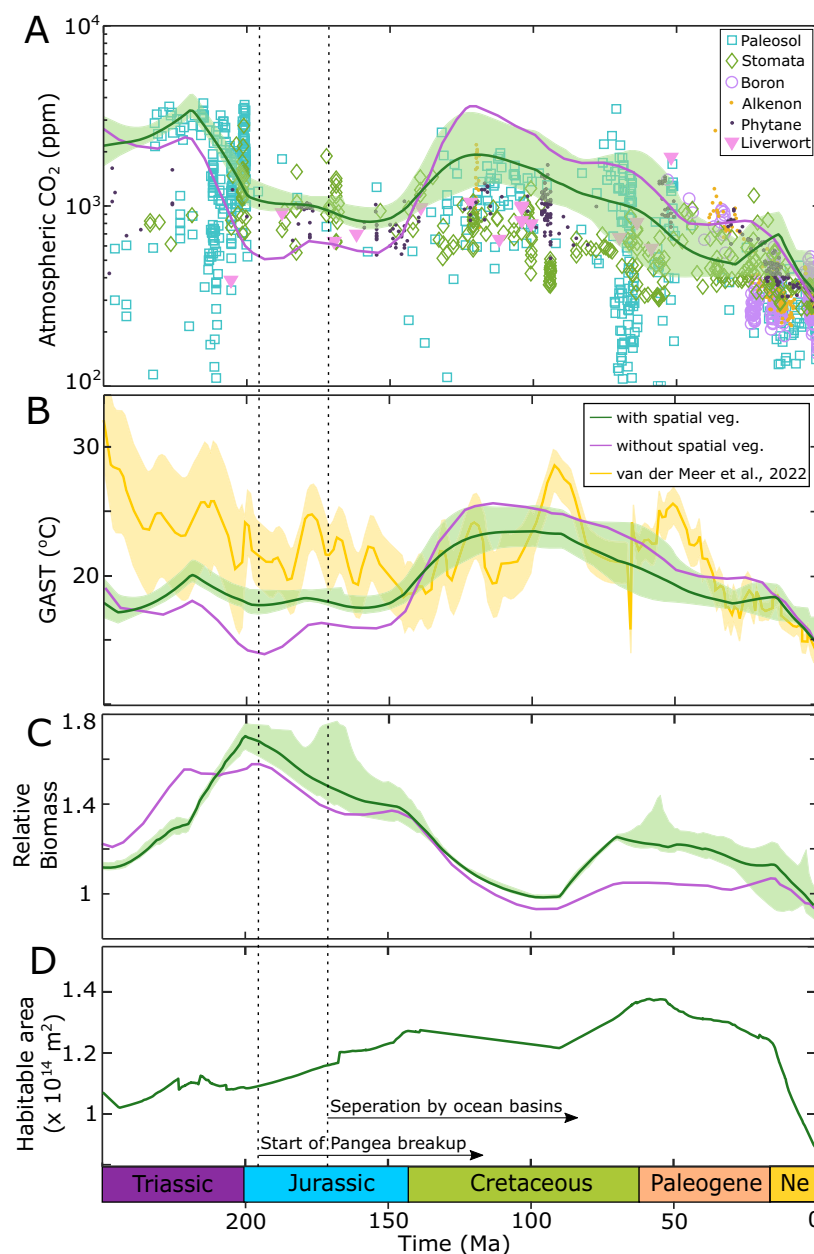 A
Atmospheric CO₂ (ppm)
10⁴
10³
10²
Paleosol
Stomata
Boron
Alkenon
Phytane
Liverwort
B
GAST (°C)
30
20
with spatial veg.
without spatial veg.
van der Meer et al., 2022
C
Relative
Biomass
1.8
1.4
1
D
Habitable area
(x 10¹⁴ m²)
1.4
1.2
1
Seperation by ocean basins
Start of Pangea breakup
Triassic
Jurassic
Cretaceous
Paleogene
Ne
200
150
100
50
0
Time (Ma)